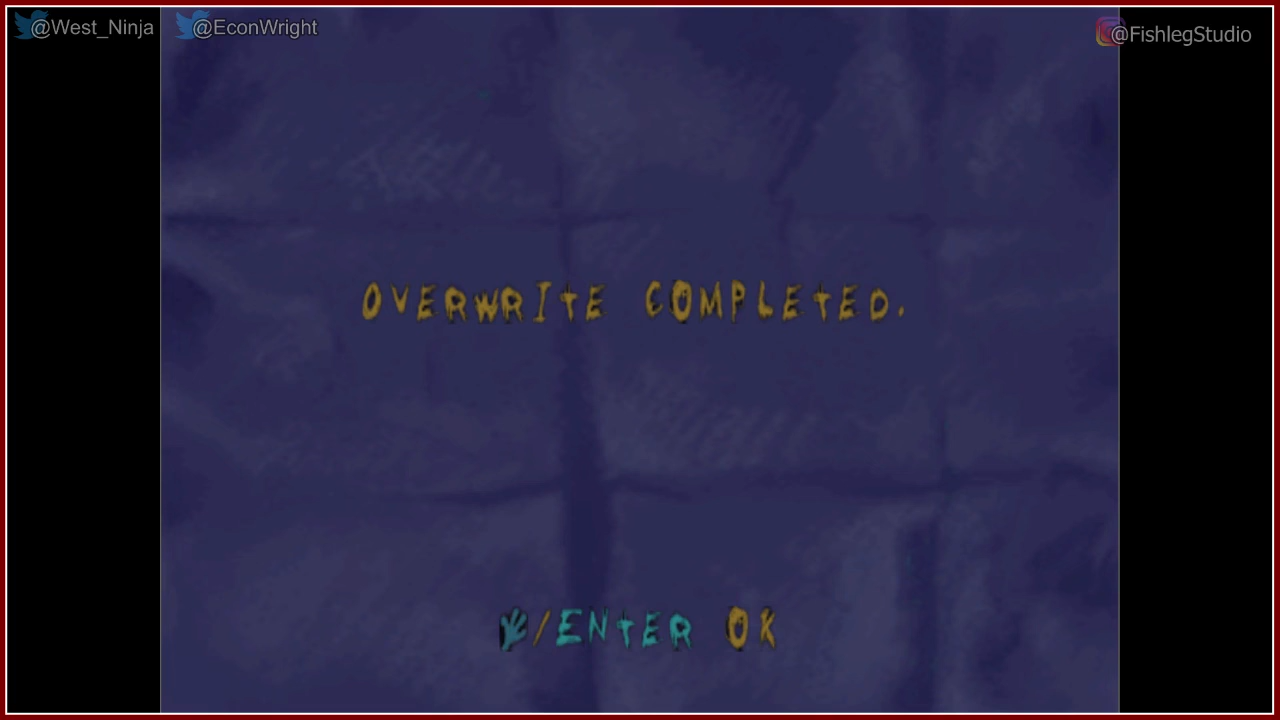 @West_Ninja @EconWright @FishlegStudio
OVERWRITE COMPLETED.
/ENTER OK